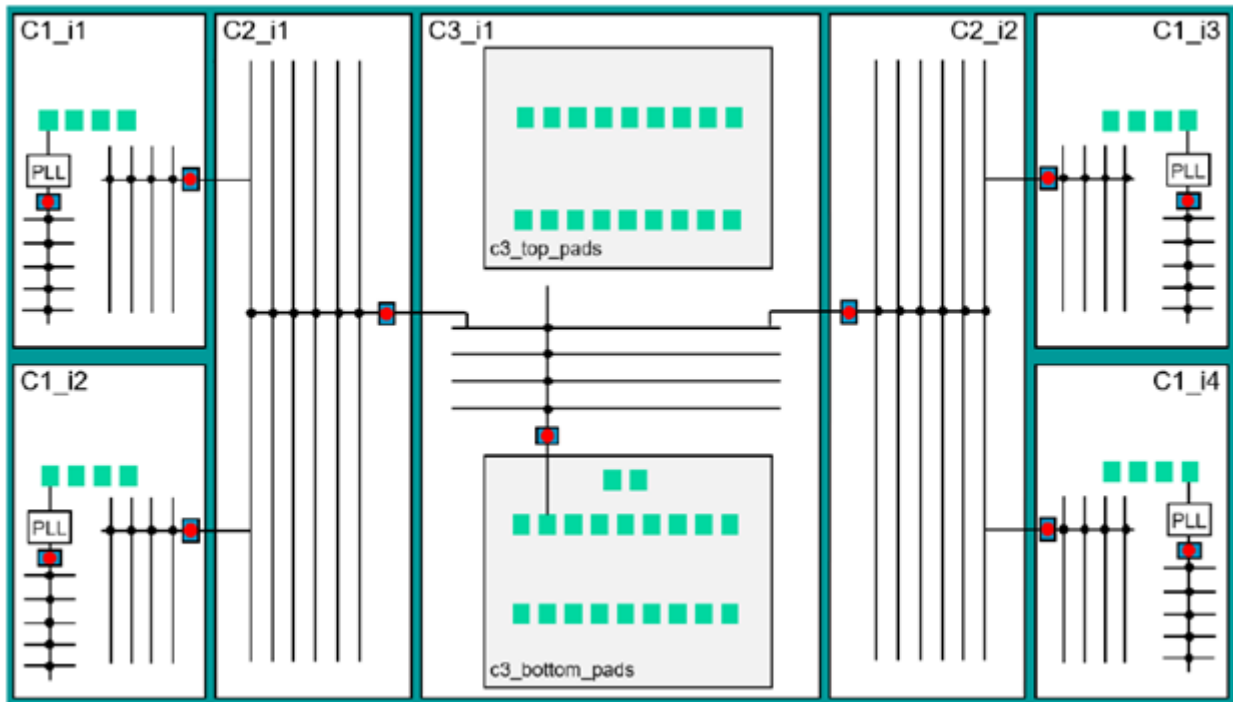 C1_i1
C2_i1
C3_i1
C2_i2
C1_i3
PLL
PLL
c3_top_pads
C1_i2
C1_i4
PLL
PLL
c3_bottom_pads